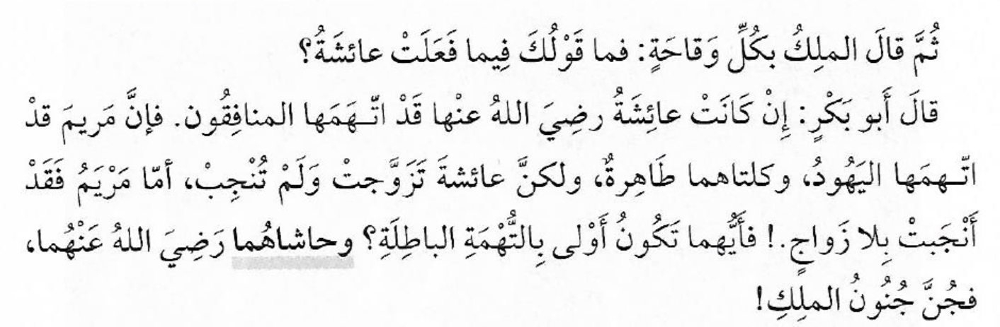 ثُمَّ قالَ الملِكُ بكُلِّ وَقاحَةٍ: فما قَوْلُكَ فِيما فَعَلَتْ عائشَةُ؟
قالَ أَبو بَكْرٍ: إِنْ كَانَتْ عائِشَةُ رضِيَ اللهُ عنْها قَدْ اتّـهَمَها المنافِقُون. فإنَّ مَريمَ قدْ
اتّـهمَها اليَهُودُ، وكلتاهما طَاهِرةٌ، ولكنَّ عائشةَ تَزَوَّجتْ وَلَمْ تُنْجِبْ، أمّا مَرْيَمُ فَقَدْ
أَنْجَبتْ بِلا زَواجٍ.! فأَيُّهما تَكُونُ أَوْلى بِالتُّهْمَةِ الباطِلَةِ؟ وحاشاهُما رَضِيَ اللهُ عَنْهُما،
فجُنَّ جُنُونُ الملِكِ!